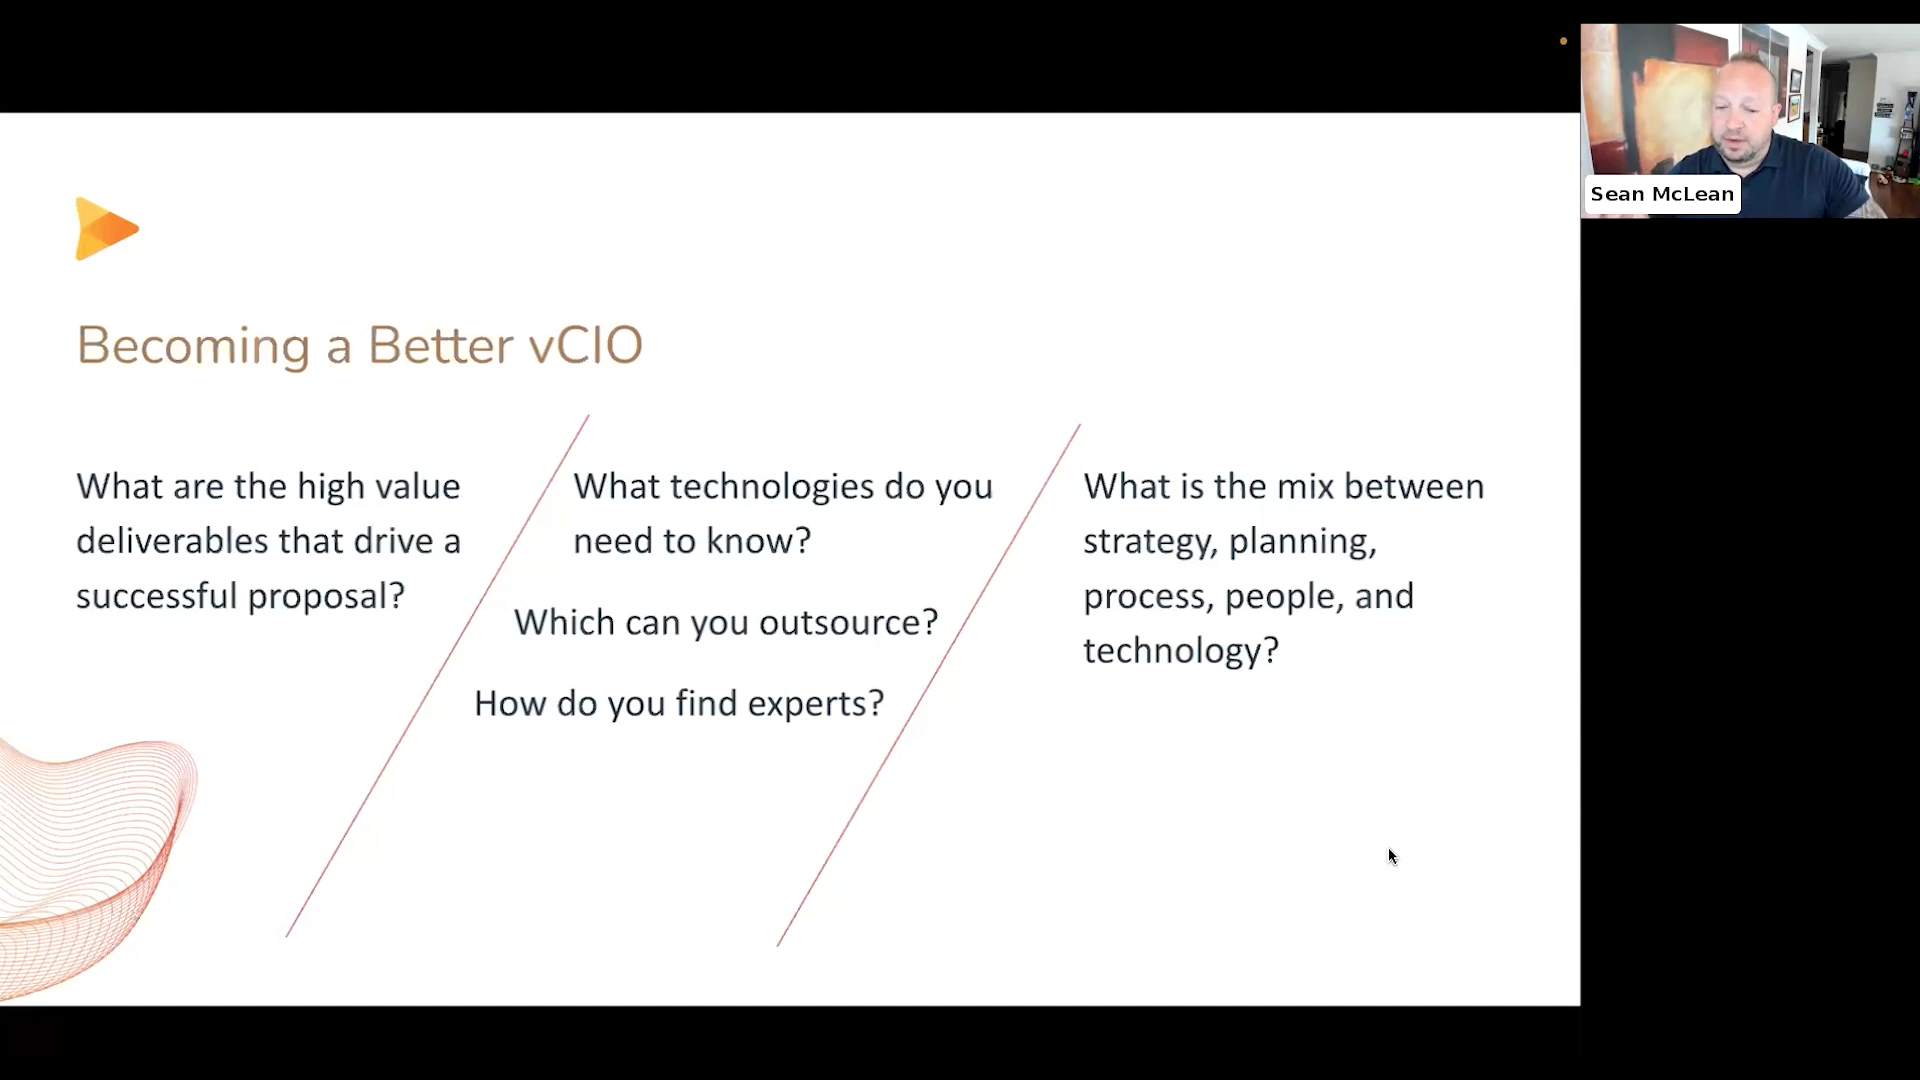 Sean McLean
Becoming a Better vCIO
What are the high value
deliverables that drive a
successful proposal?
What technologies do you
need to know?
Which can you outsource?
How do you find experts?
What is the mix between
strategy, planning,
process, people, and
technology?